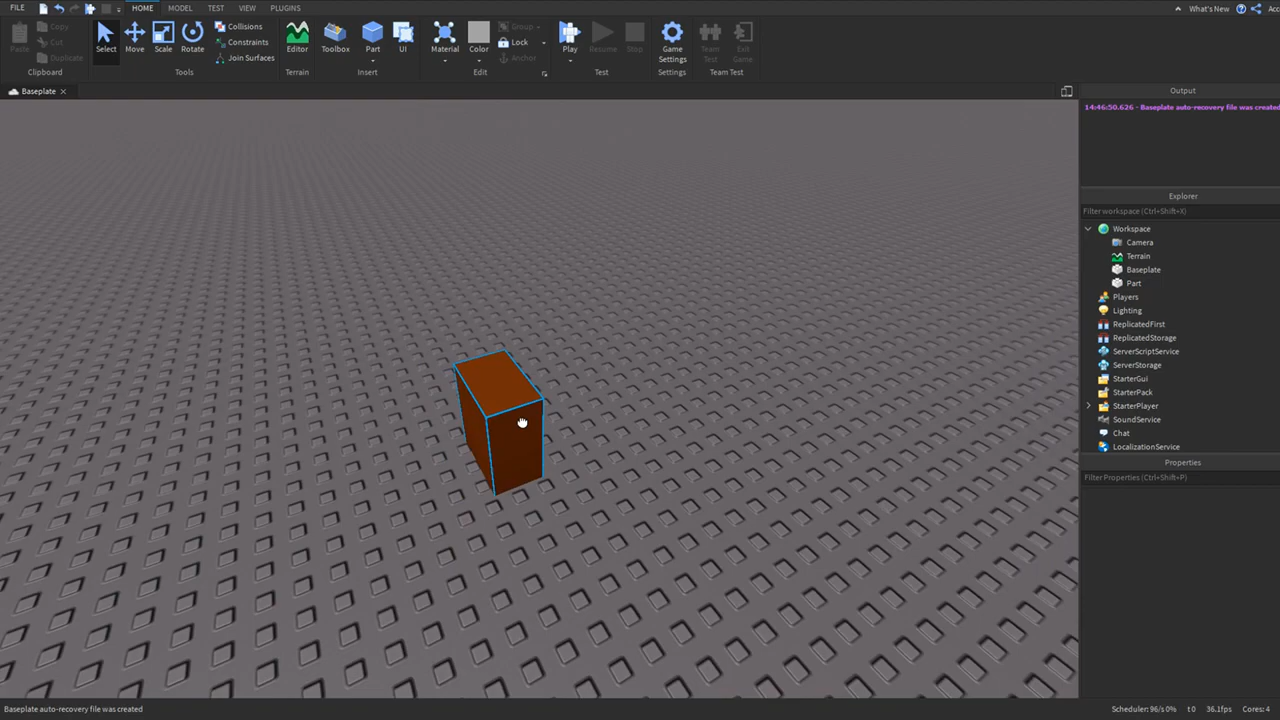 FILE HOME MODEL TEST VIEW PLUGINS What's New Acc
Paste Copy Cut Duplicate Clipboard
Select Move Scale Rotate Collisions Constraints Join Surfaces Tools
Editor Terrain
Toolbox Part UI Insert
Material Color Group Lock Anchor Edit
Play Resume Stop Test
Game Settings Settings
Team Test Exit Game Team Test
Baseplate
Output
14:46:50.626 - Baseplate auto-recovery file was created
Explorer
Filter workspace (Ctrl+Shift+X)
Workspace
Camera
Terrain
Baseplate
Part
Players
Lighting
ReplicatedFirst
ReplicatedStorage
ServerScriptService
ServerStorage
StarterGui
StarterPack
StarterPlayer
SoundService
Chat
LocalizationService
Properties
Filter Properties (Ctrl+Shift+P)
Baseplate auto-recovery file was created Scheduler: 96/s 0% t0 36.1fps Cores: 4